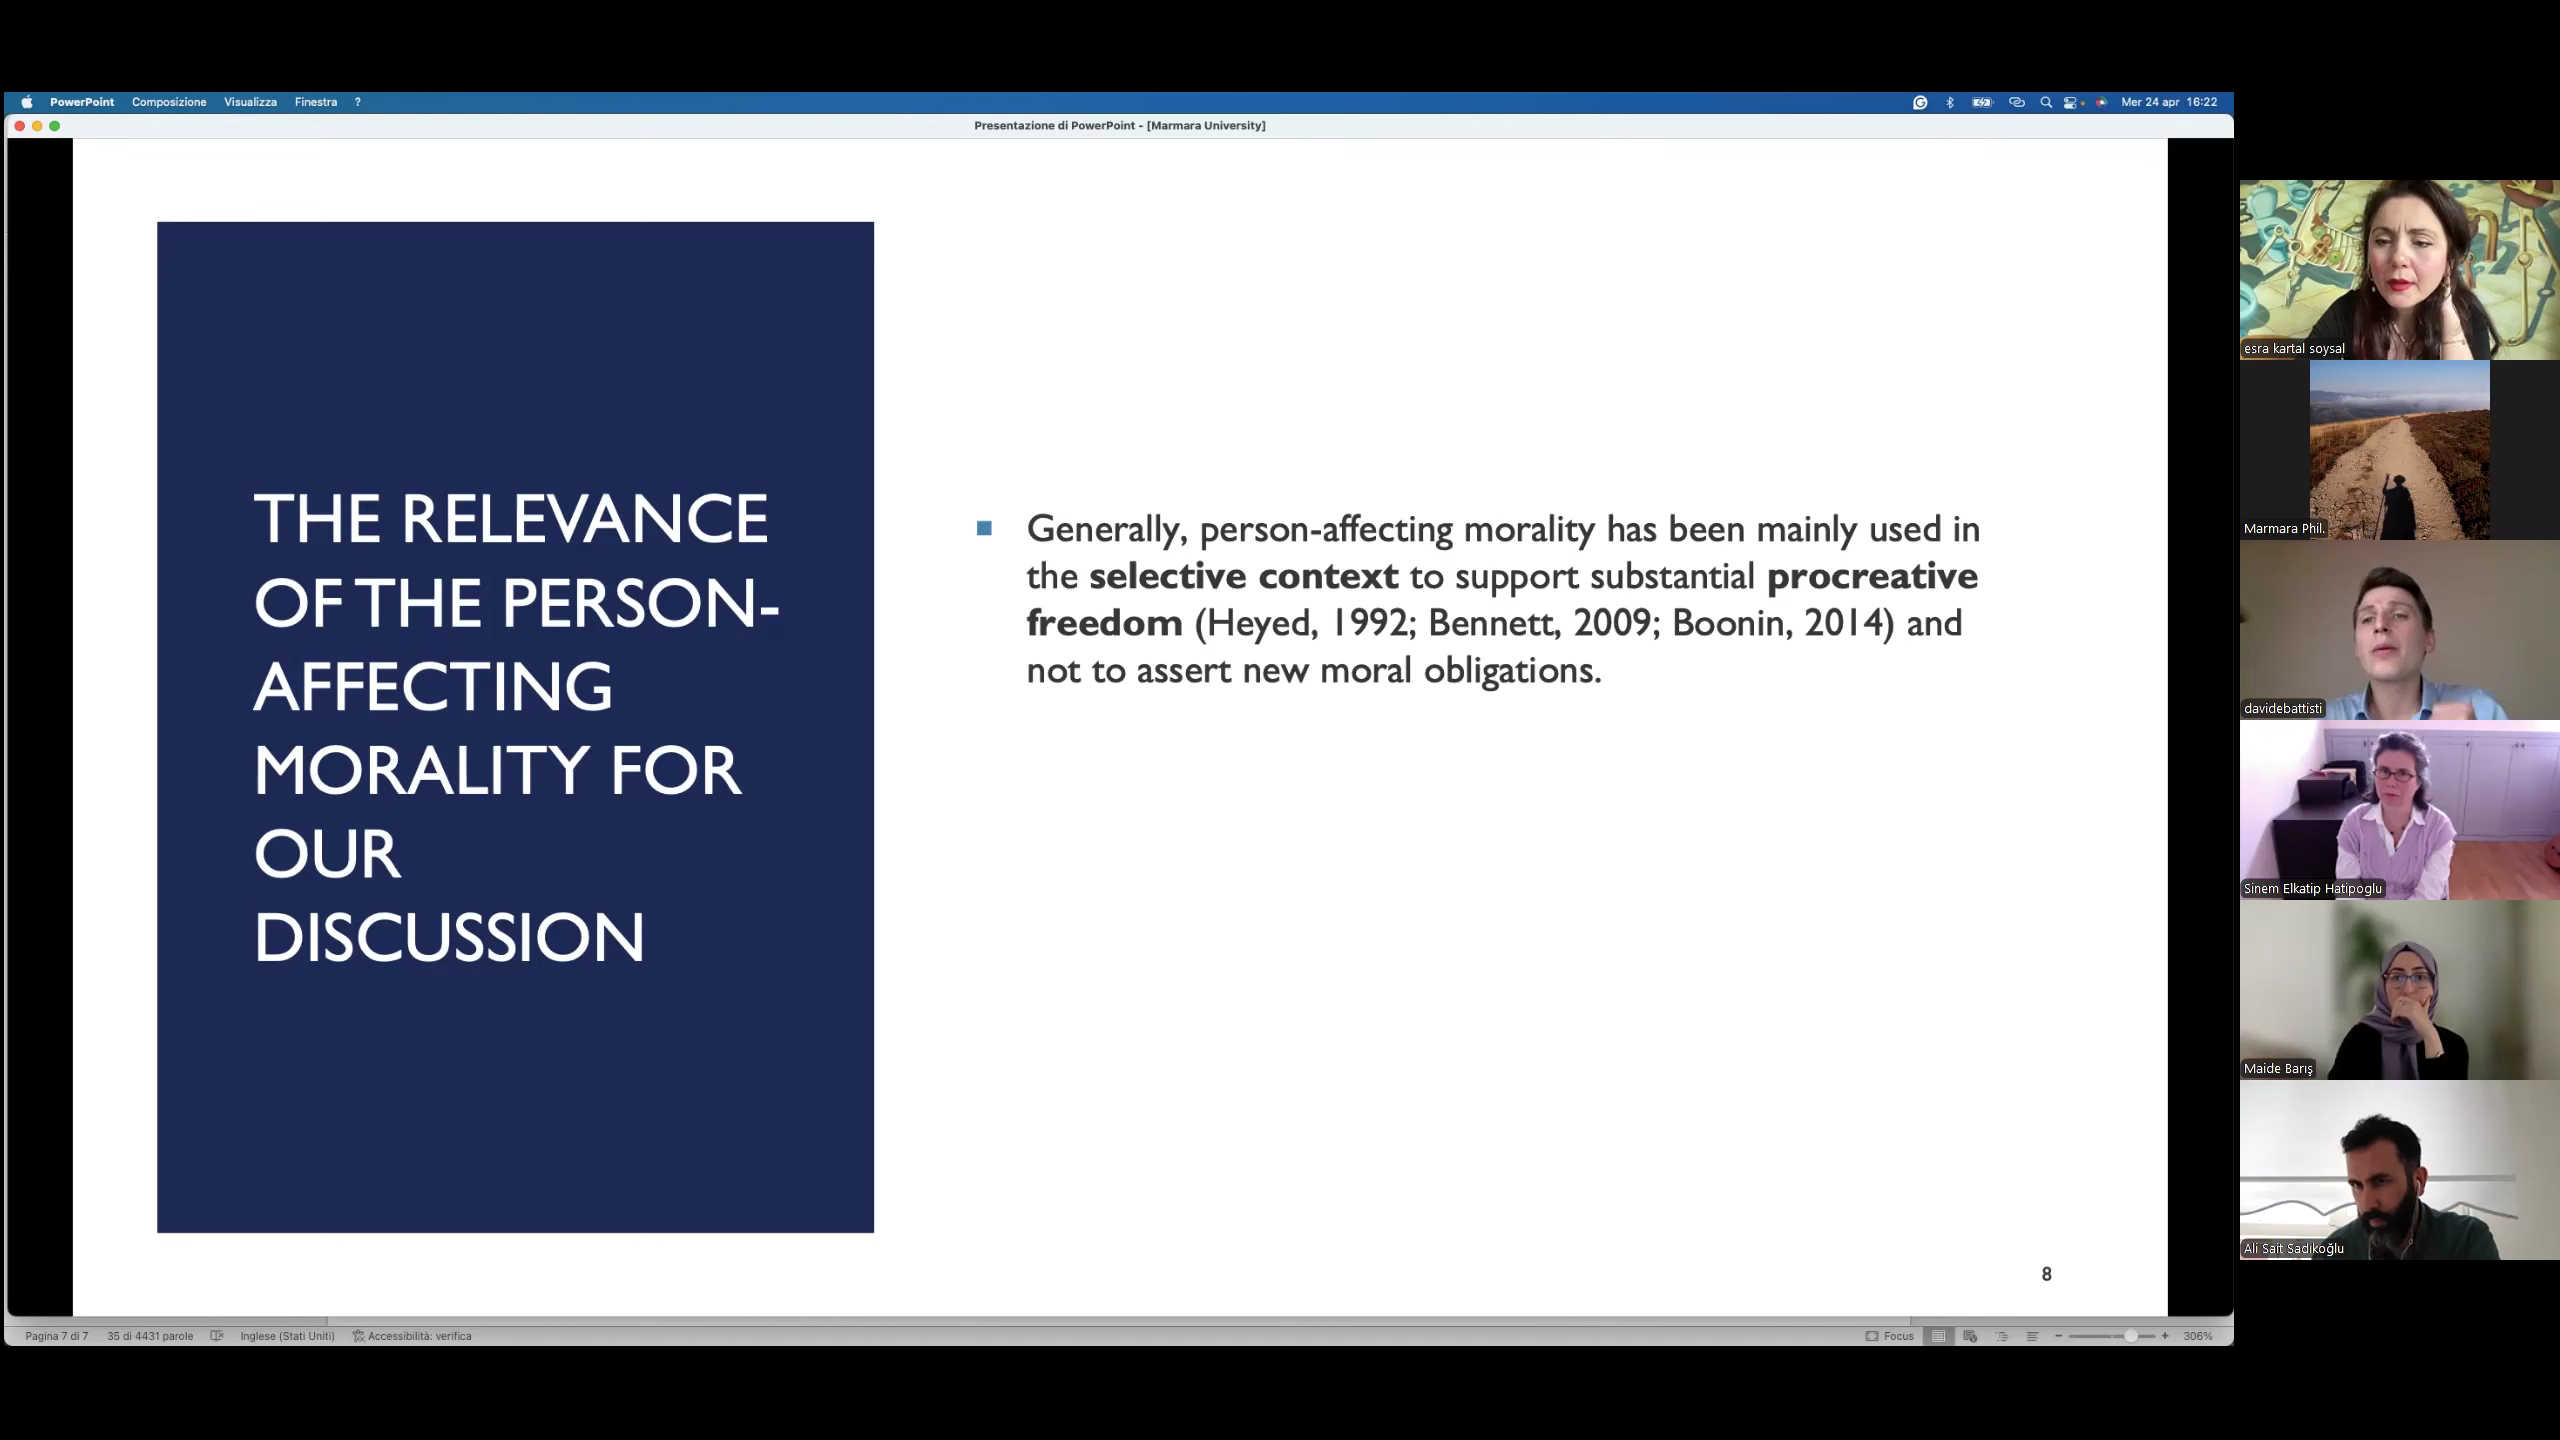 PowerPoint Composizione Visualizza Finestra ?
Mer 24 apr 16:22
Presentazione di PowerPoint - [Marmara University]
THE RELEVANCE
OF THE PERSON-
AFFECTING
MORALITY FOR
OUR
DISCUSSION
Generally, person-affecting morality has been mainly used in
the selective context to support substantial procreative
freedom (Heyed, 1992; Bennett, 2009; Boonin, 2014) and
not to assert new moral obligations.
8
Pagina 7 di 7 35 di 4431 parole Inglese (Stati Uniti) Accessibilità: verifica
Focus 306%
esra kartal soysal
Marmara Phil.
davidebattisti
Sinem Elkatip Hatipoglu
Maide Barış
Ali Sait Sadıkoğlu